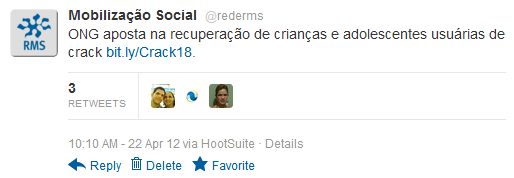 Mobilização Social @rederms
ONG aposta na recuperação de crianças e adolescentes usuárias de
crack bit.ly/Crack18.
RMS
3
RETWEETS
10:10 AM - 22 Apr 12 via HootSuite · Details
Reply Delete Favorite